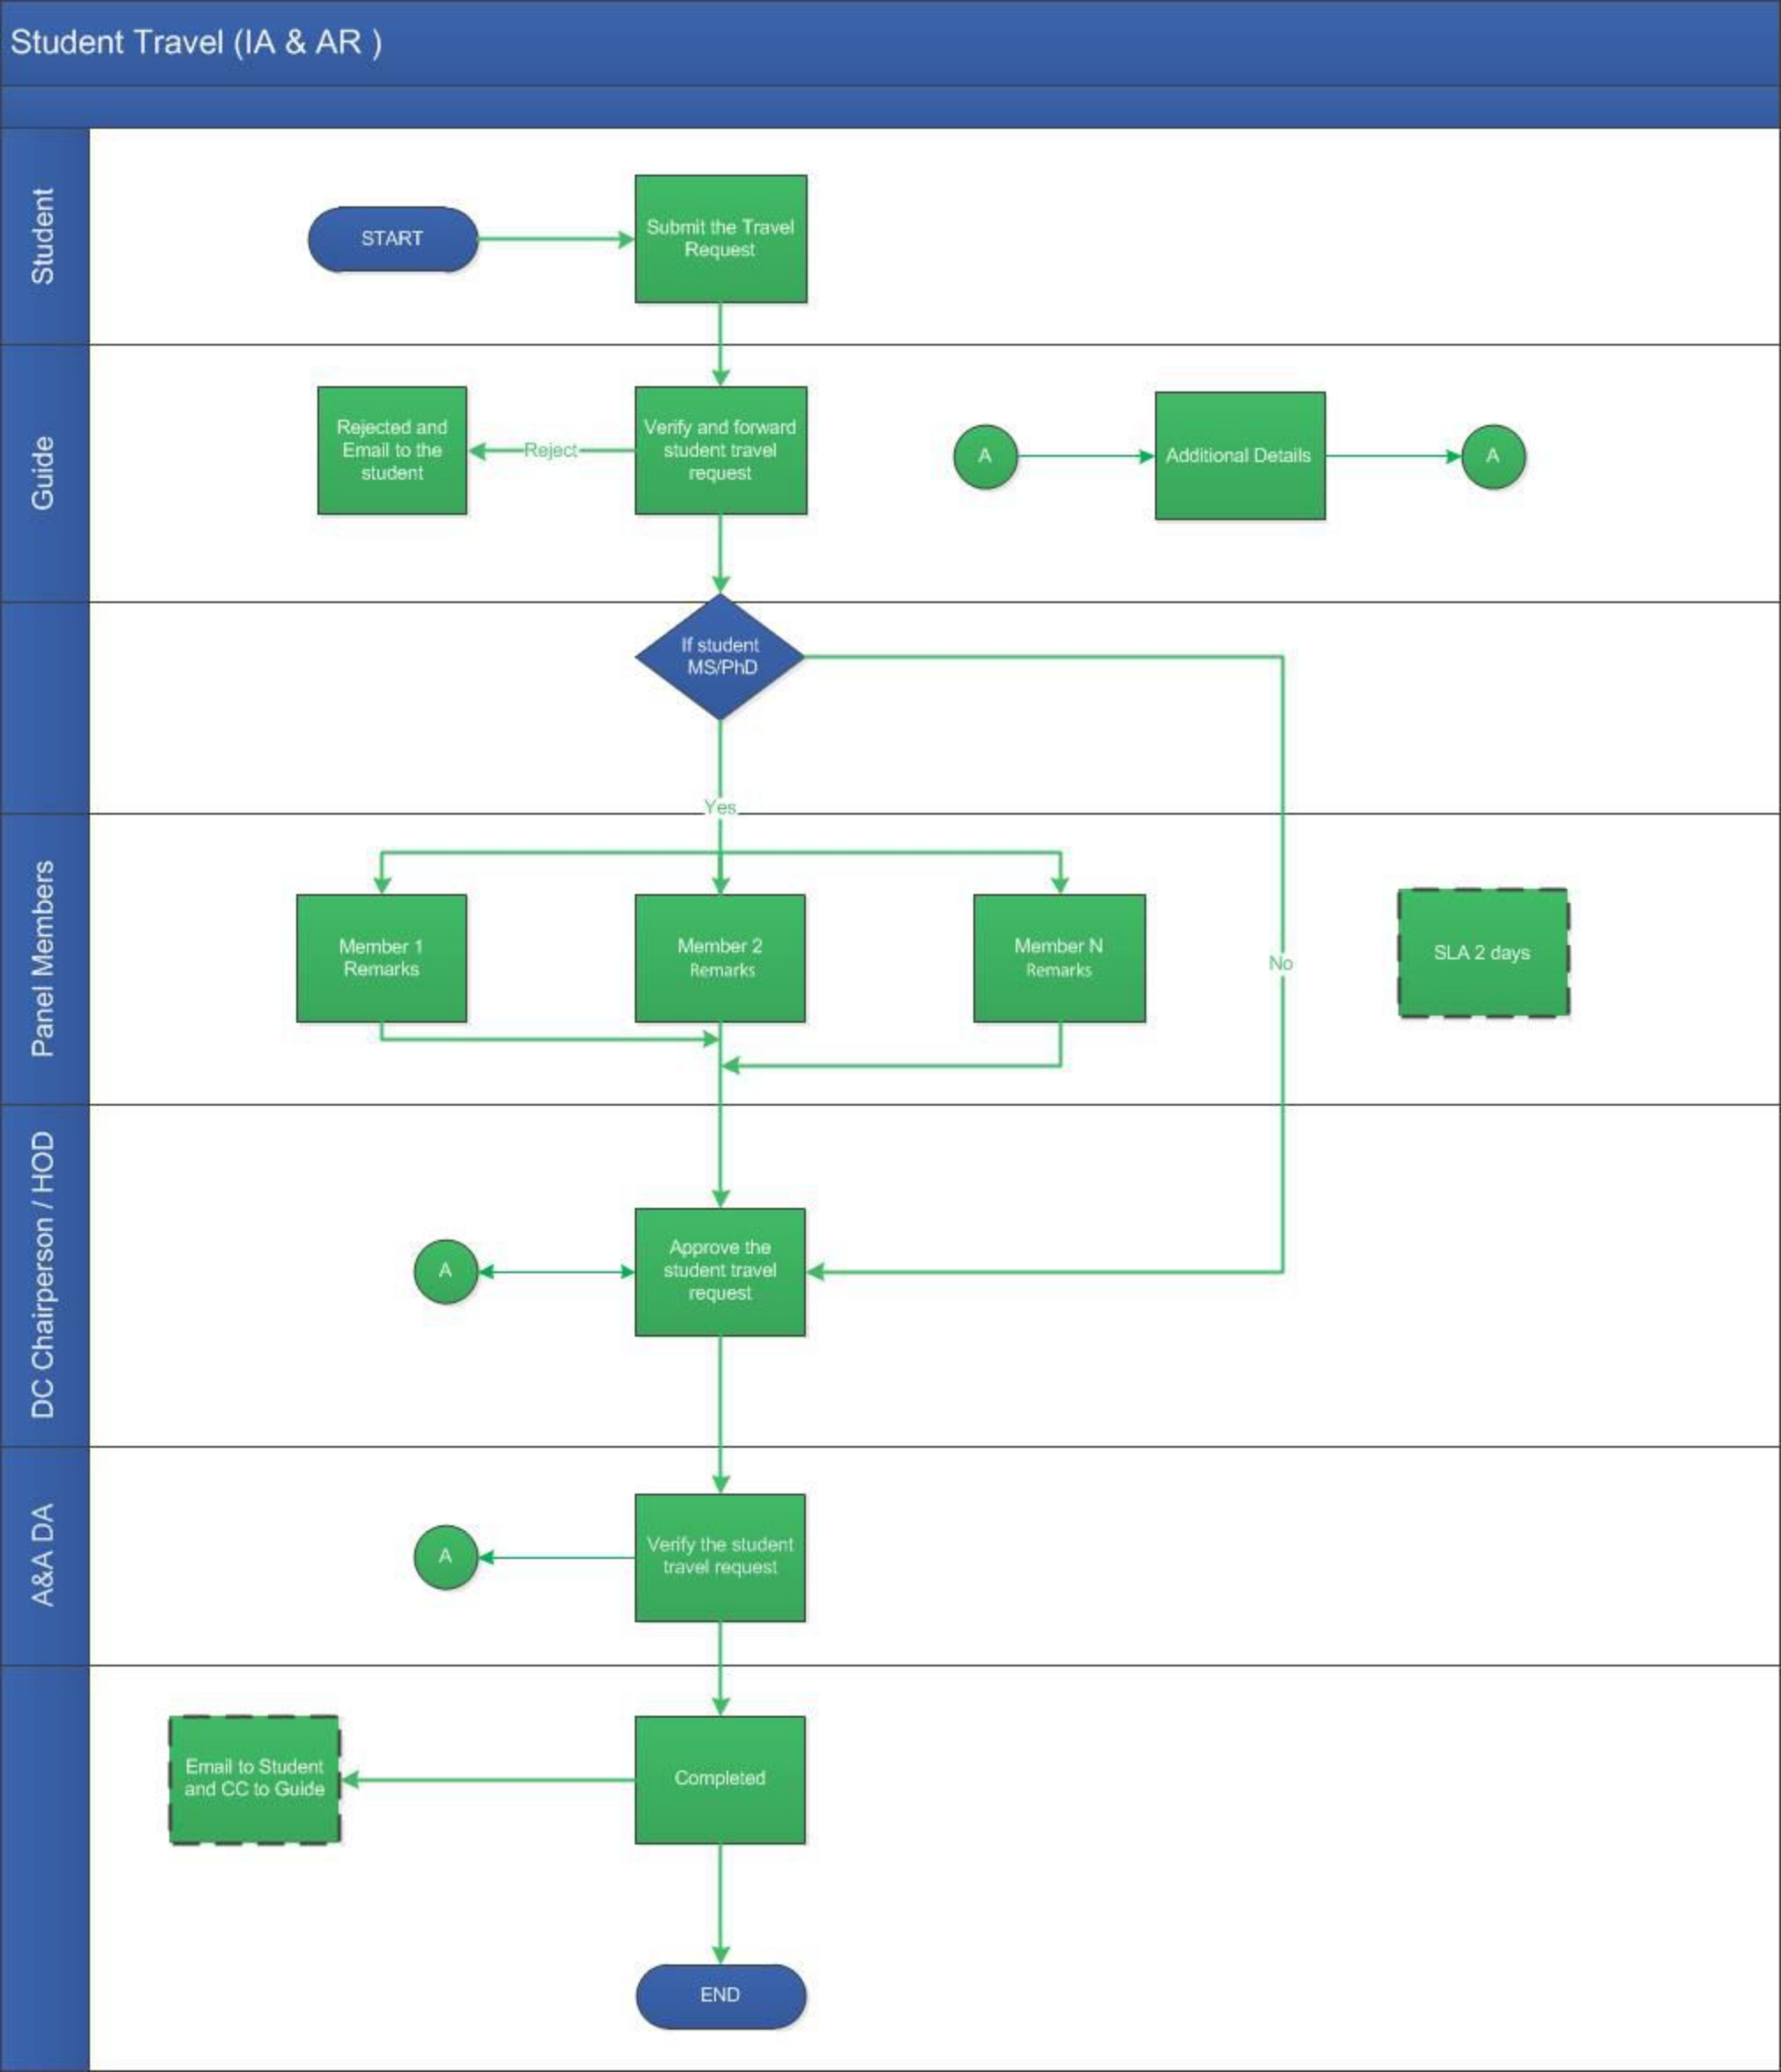 Student Travel (IA & AR )
Student
START
Submit the Travel
Request
Guide
Rejected and
Email to the
student
Reject
Verify and forward
student travel
request
A
Additional Details
A
If student
MS/PhD
Yes
Panel Members
Member 1
Remarks
Member 2
Remarks
Member N
Remarks
No
SLA 2 days
DC Chairperson / HOD
A
Approve the
student travel
request
A&A DA
A
Verify the student
travel request
Email to Student
and CC to Guide
Completed
END